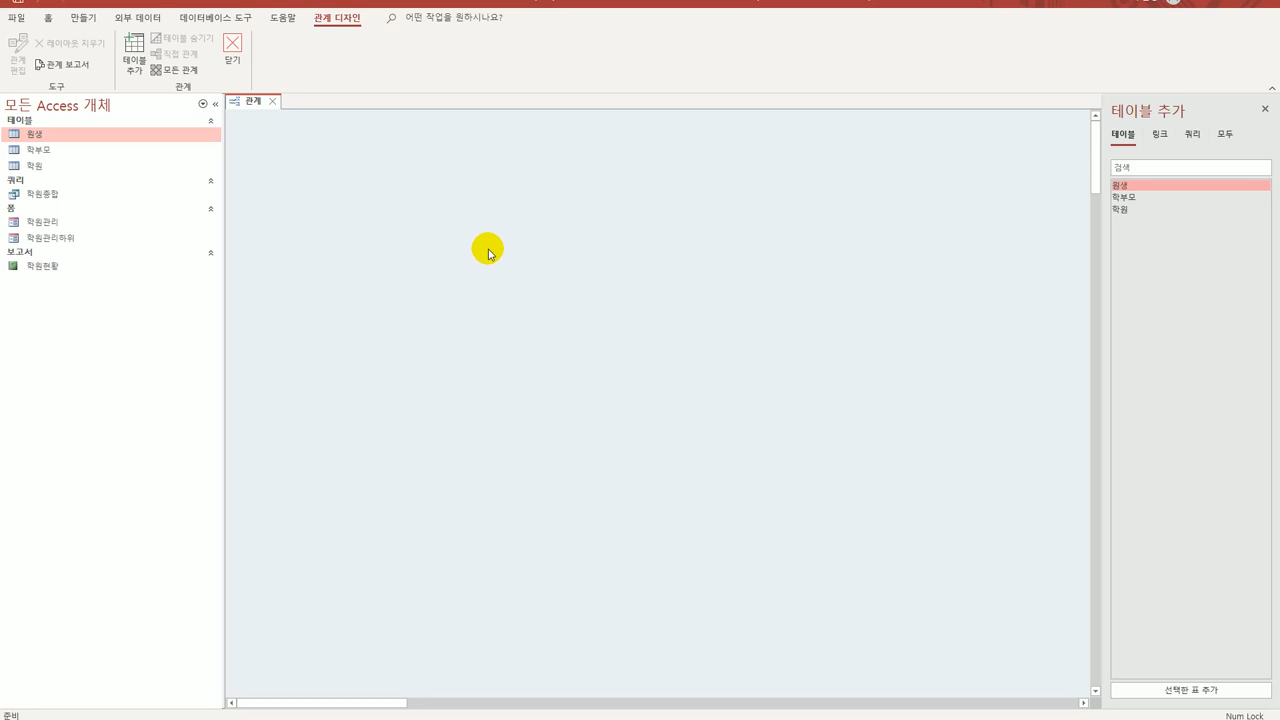 파일 홈 만들기 외부 데이터 데이터베이스 도구 도움말 관계 디자인 어떤 작업을 원하시나요?
관계 편집
레이아웃 지우기
관계 보고서
도구
테이블 추가
테이블 숨기기
직접 관계
모든 관계
관계
닫기
모든 Access 개체
테이블
원생
학부모
학원
쿼리
학원종합
폼
학원관리
학원관리하위
보고서
학원현황
관계
테이블 추가
테이블 링크 쿼리 모두
검색
원생
학부모
학원
선택한 표 추가
준비
Num Lock